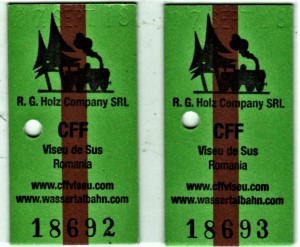 R. G. Holz Company SRL
CFF
Viseu de Sus
Romania
www.cffviseu.com
www.wassertalbahn.com
18692
R. G. Holz Company SRL
CFF
Viseu de Sus
Romania
www.cffviseu.com
www.wassertalbahn.com
18693